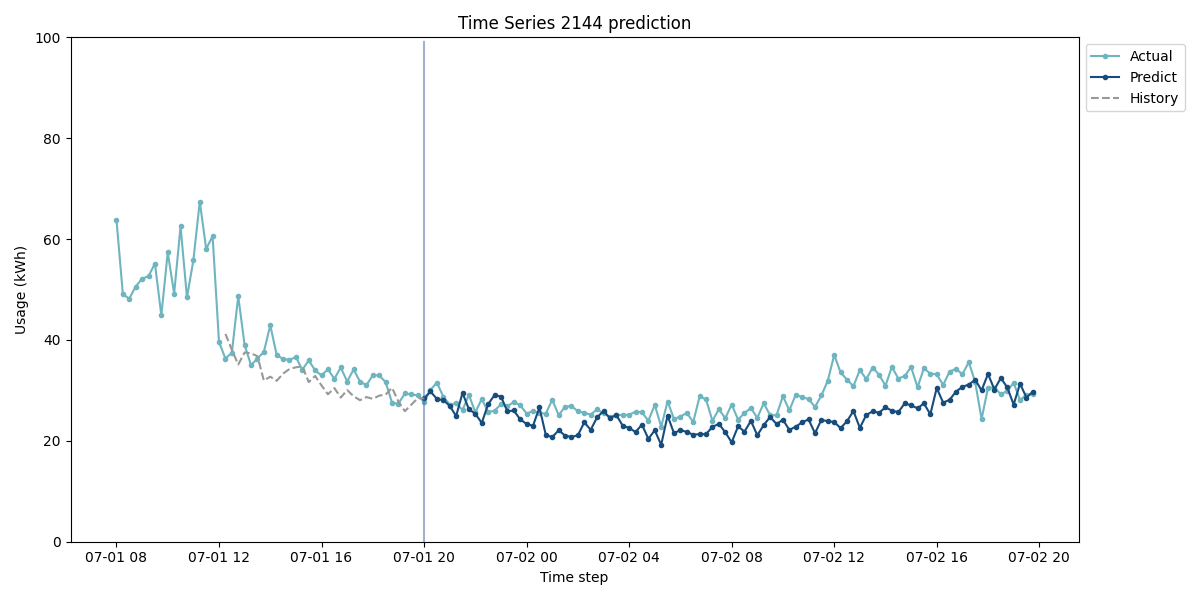 Time Series 2144 prediction
100
80
60
40
20
0
Usage (kWh)
07-01 08
07-01 12
07-01 16
07-01 20
07-02 00
07-02 04
07-02 08
07-02 12
07-02 16
07-02 20
Time step
Actual
Predict
History